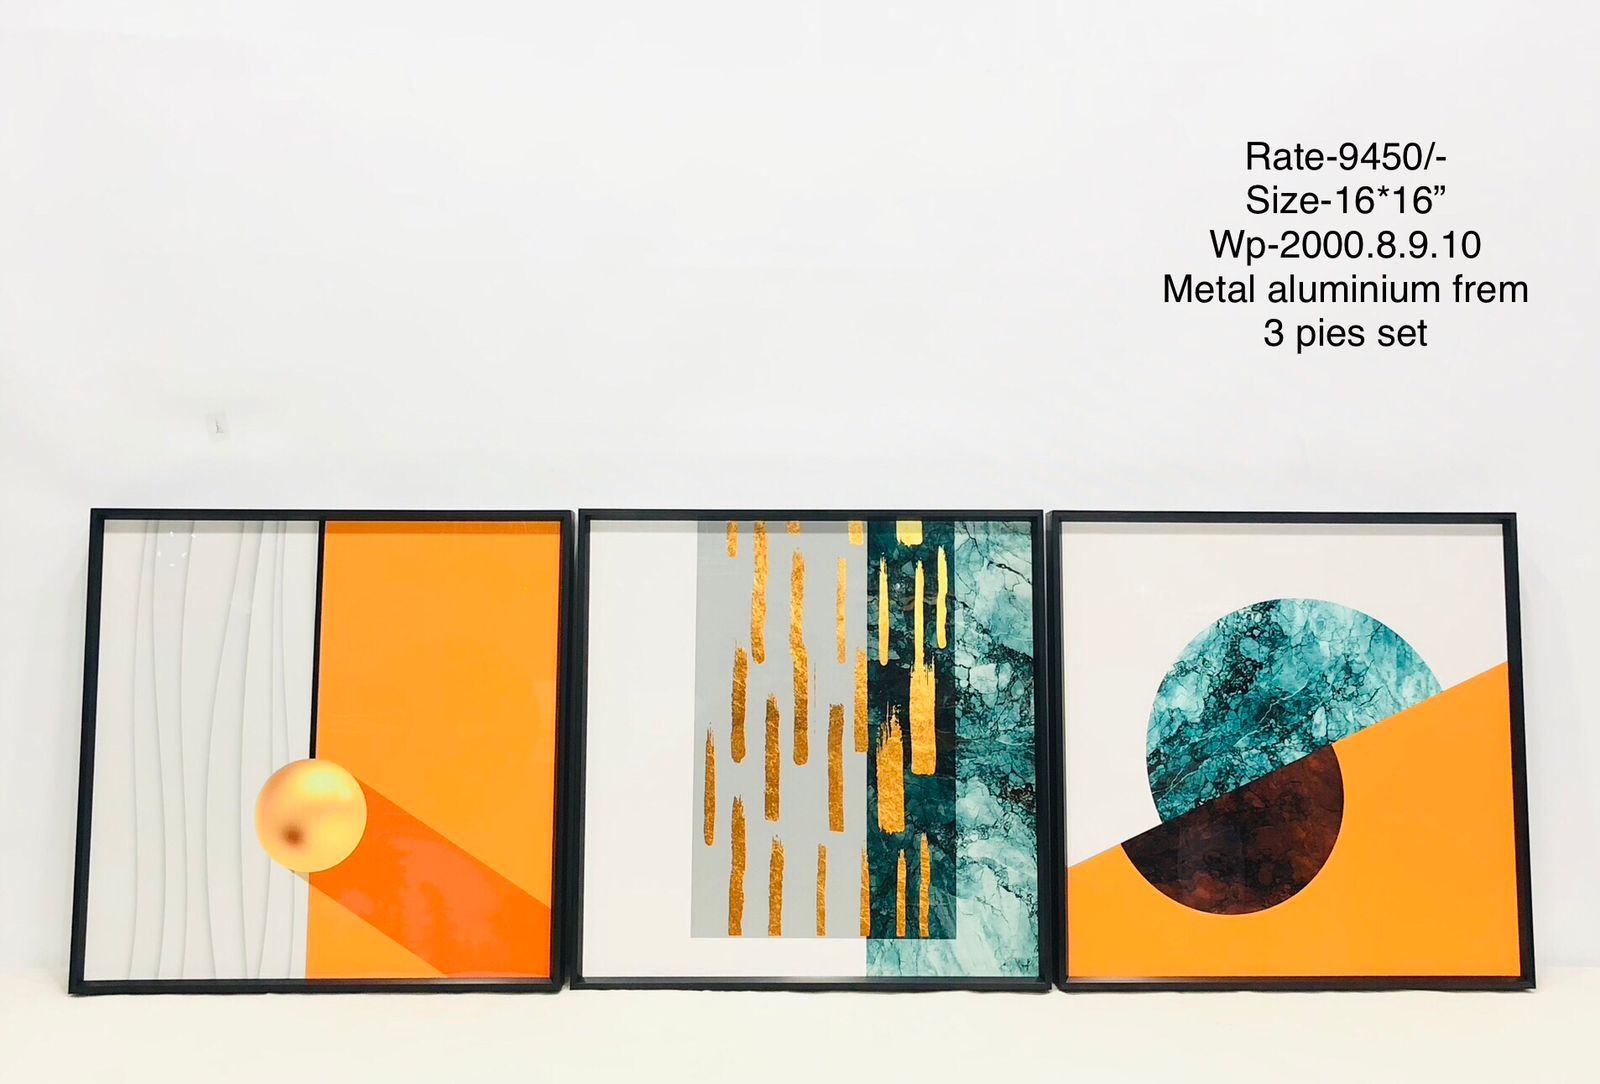 Rate-9450/-
Size-16*16”
Wp-2000.8.9.10
Metal aluminium frem
3 pies set